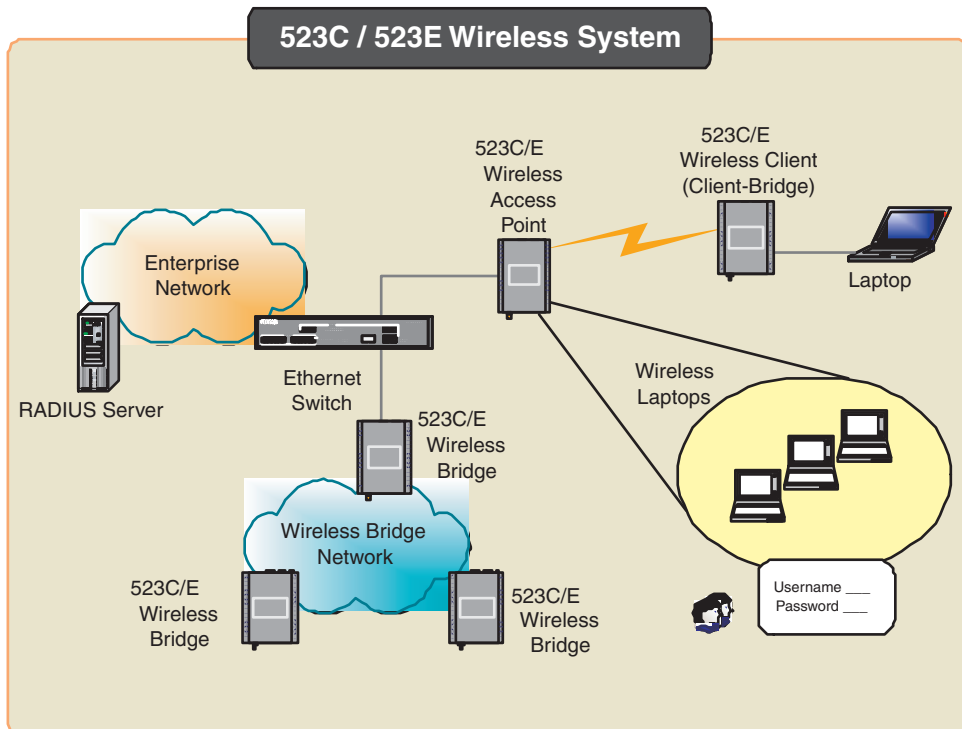 523C / 523E Wireless System
523C/E
Wireless
Access
Point
523C/E
Wireless Client
(Client-Bridge)
Laptop
Enterprise
Network
RADIUS Server
Ethernet
Switch
Wireless
Laptops
523C/E
Wireless
Bridge
Wireless Bridge
Network
523C/E
Wireless
Bridge
523C/E
Wireless
Bridge
Username ___
Password ___